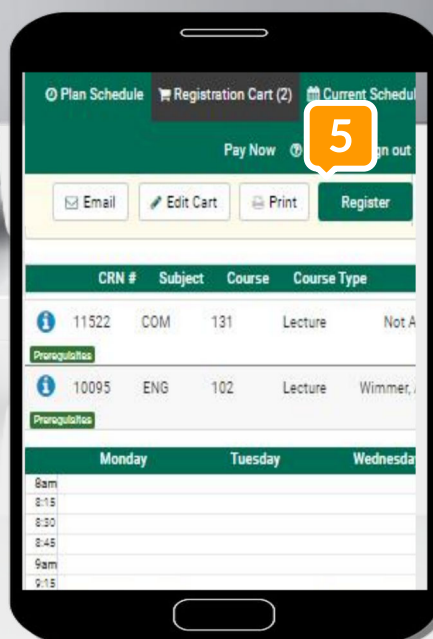 Plan Schedule Registration Cart (2) Current Schedul
Pay Now gn out
5
Email Edit Cart Print Register
CRN # Subject Course Course Type
11522 COM 131 Lecture Not A
Prerequisites
10095 ENG 102 Lecture Wimmer,
Prerequisites
Monday Tuesday Wednesda
8am
8:15
8:30
8:45
9am
9:15